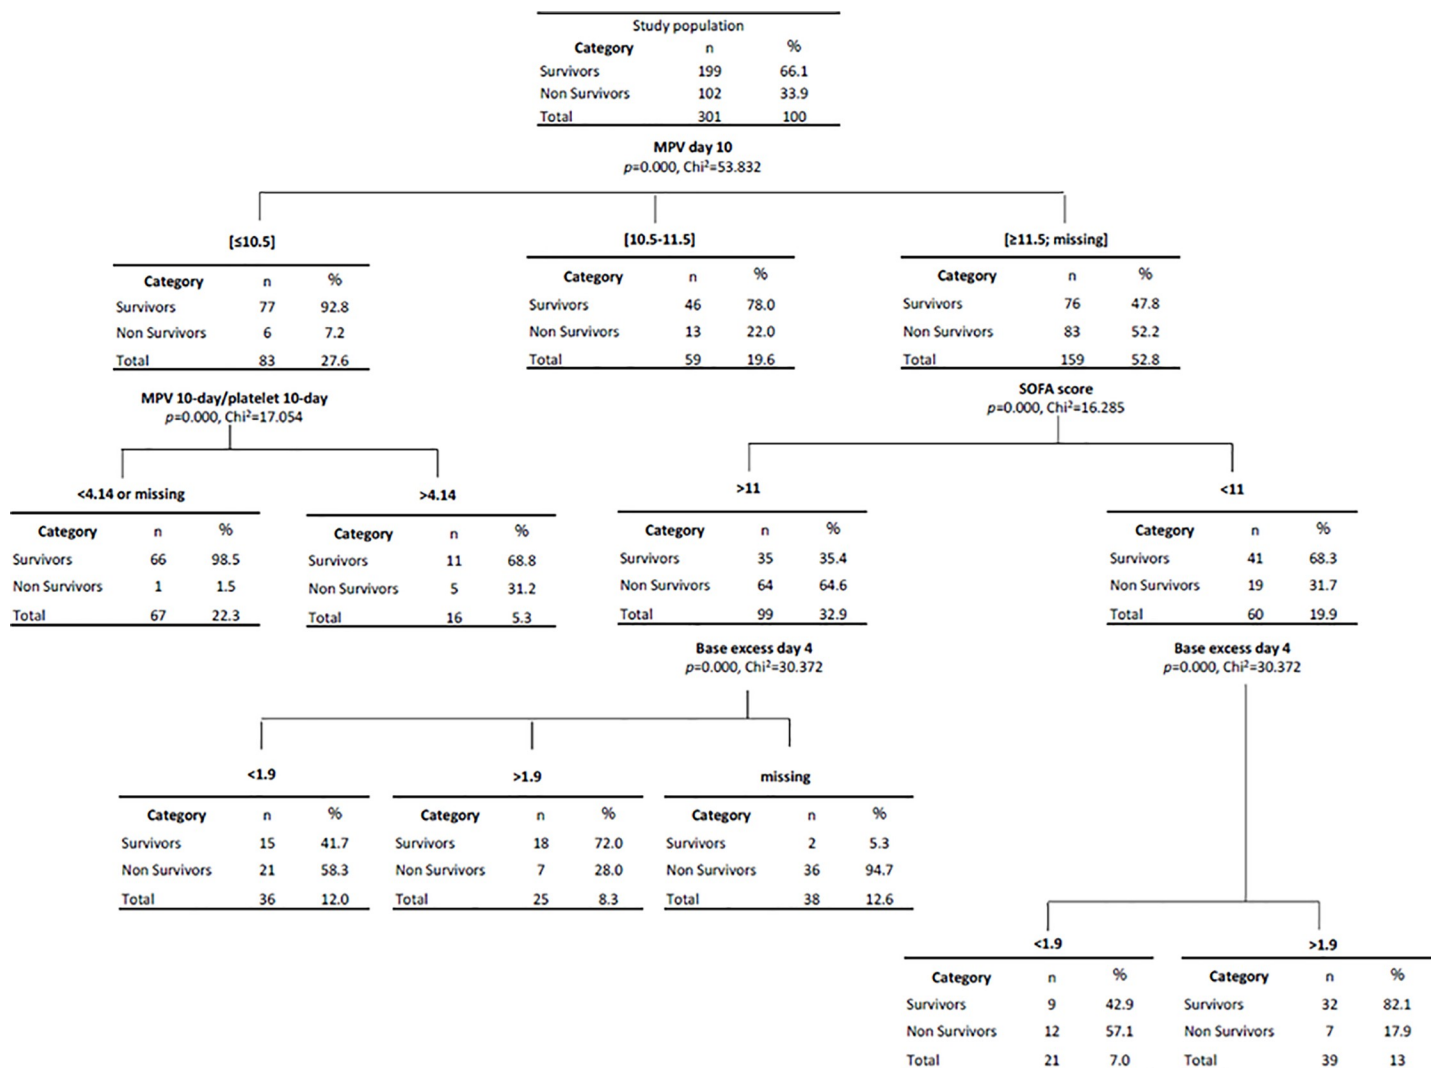 Study population
Category n %
Survivors 199 66.1
Non Survivors 102 33.9
Total 301 100
MPV day 10
p=0.000, Chi²=53.832
[≤10.5]
Category n %
Survivors 77 92.8
Non Survivors 6 7.2
Total 83 27.6
[10.5-11.5]
Category n %
Survivors 46 78.0
Non Survivors 13 22.0
Total 59 19.6
[≥11.5; missing]
Category n %
Survivors 76 47.8
Non Survivors 83 52.2
Total 159 52.8
MPV 10-day/platelet 10-day
p=0.000, Chi²=17.054
SOFA score
p=0.000, Chi²=16.285
<4.14 or missing
Category n %
Survivors 66 98.5
Non Survivors 1 1.5
Total 67 22.3
>4.14
Category n %
Survivors 11 68.8
Non Survivors 5 31.2
Total 16 5.3
>11
Category n %
Survivors 35 35.4
Non Survivors 64 64.6
Total 99 32.9
<11
Category n %
Survivors 41 68.3
Non Survivors 19 31.7
Total 60 19.9
Base excess day 4
p=0.000, Chi²=30.372
Base excess day 4
p=0.000, Chi²=30.372
<1.9
Category n %
Survivors 15 41.7
Non Survivors 21 58.3
Total 36 12.0
>1.9
Category n %
Survivors 18 72.0
Non Survivors 7 28.0
Total 25 8.3
missing
Category n %
Survivors 2 5.3
Non Survivors 36 94.7
Total 38 12.6
<1.9
Category n %
Survivors 9 42.9
Non Survivors 12 57.1
Total 21 7.0
>1.9
Category n %
Survivors 32 82.1
Non Survivors 7 17.9
Total 39 13